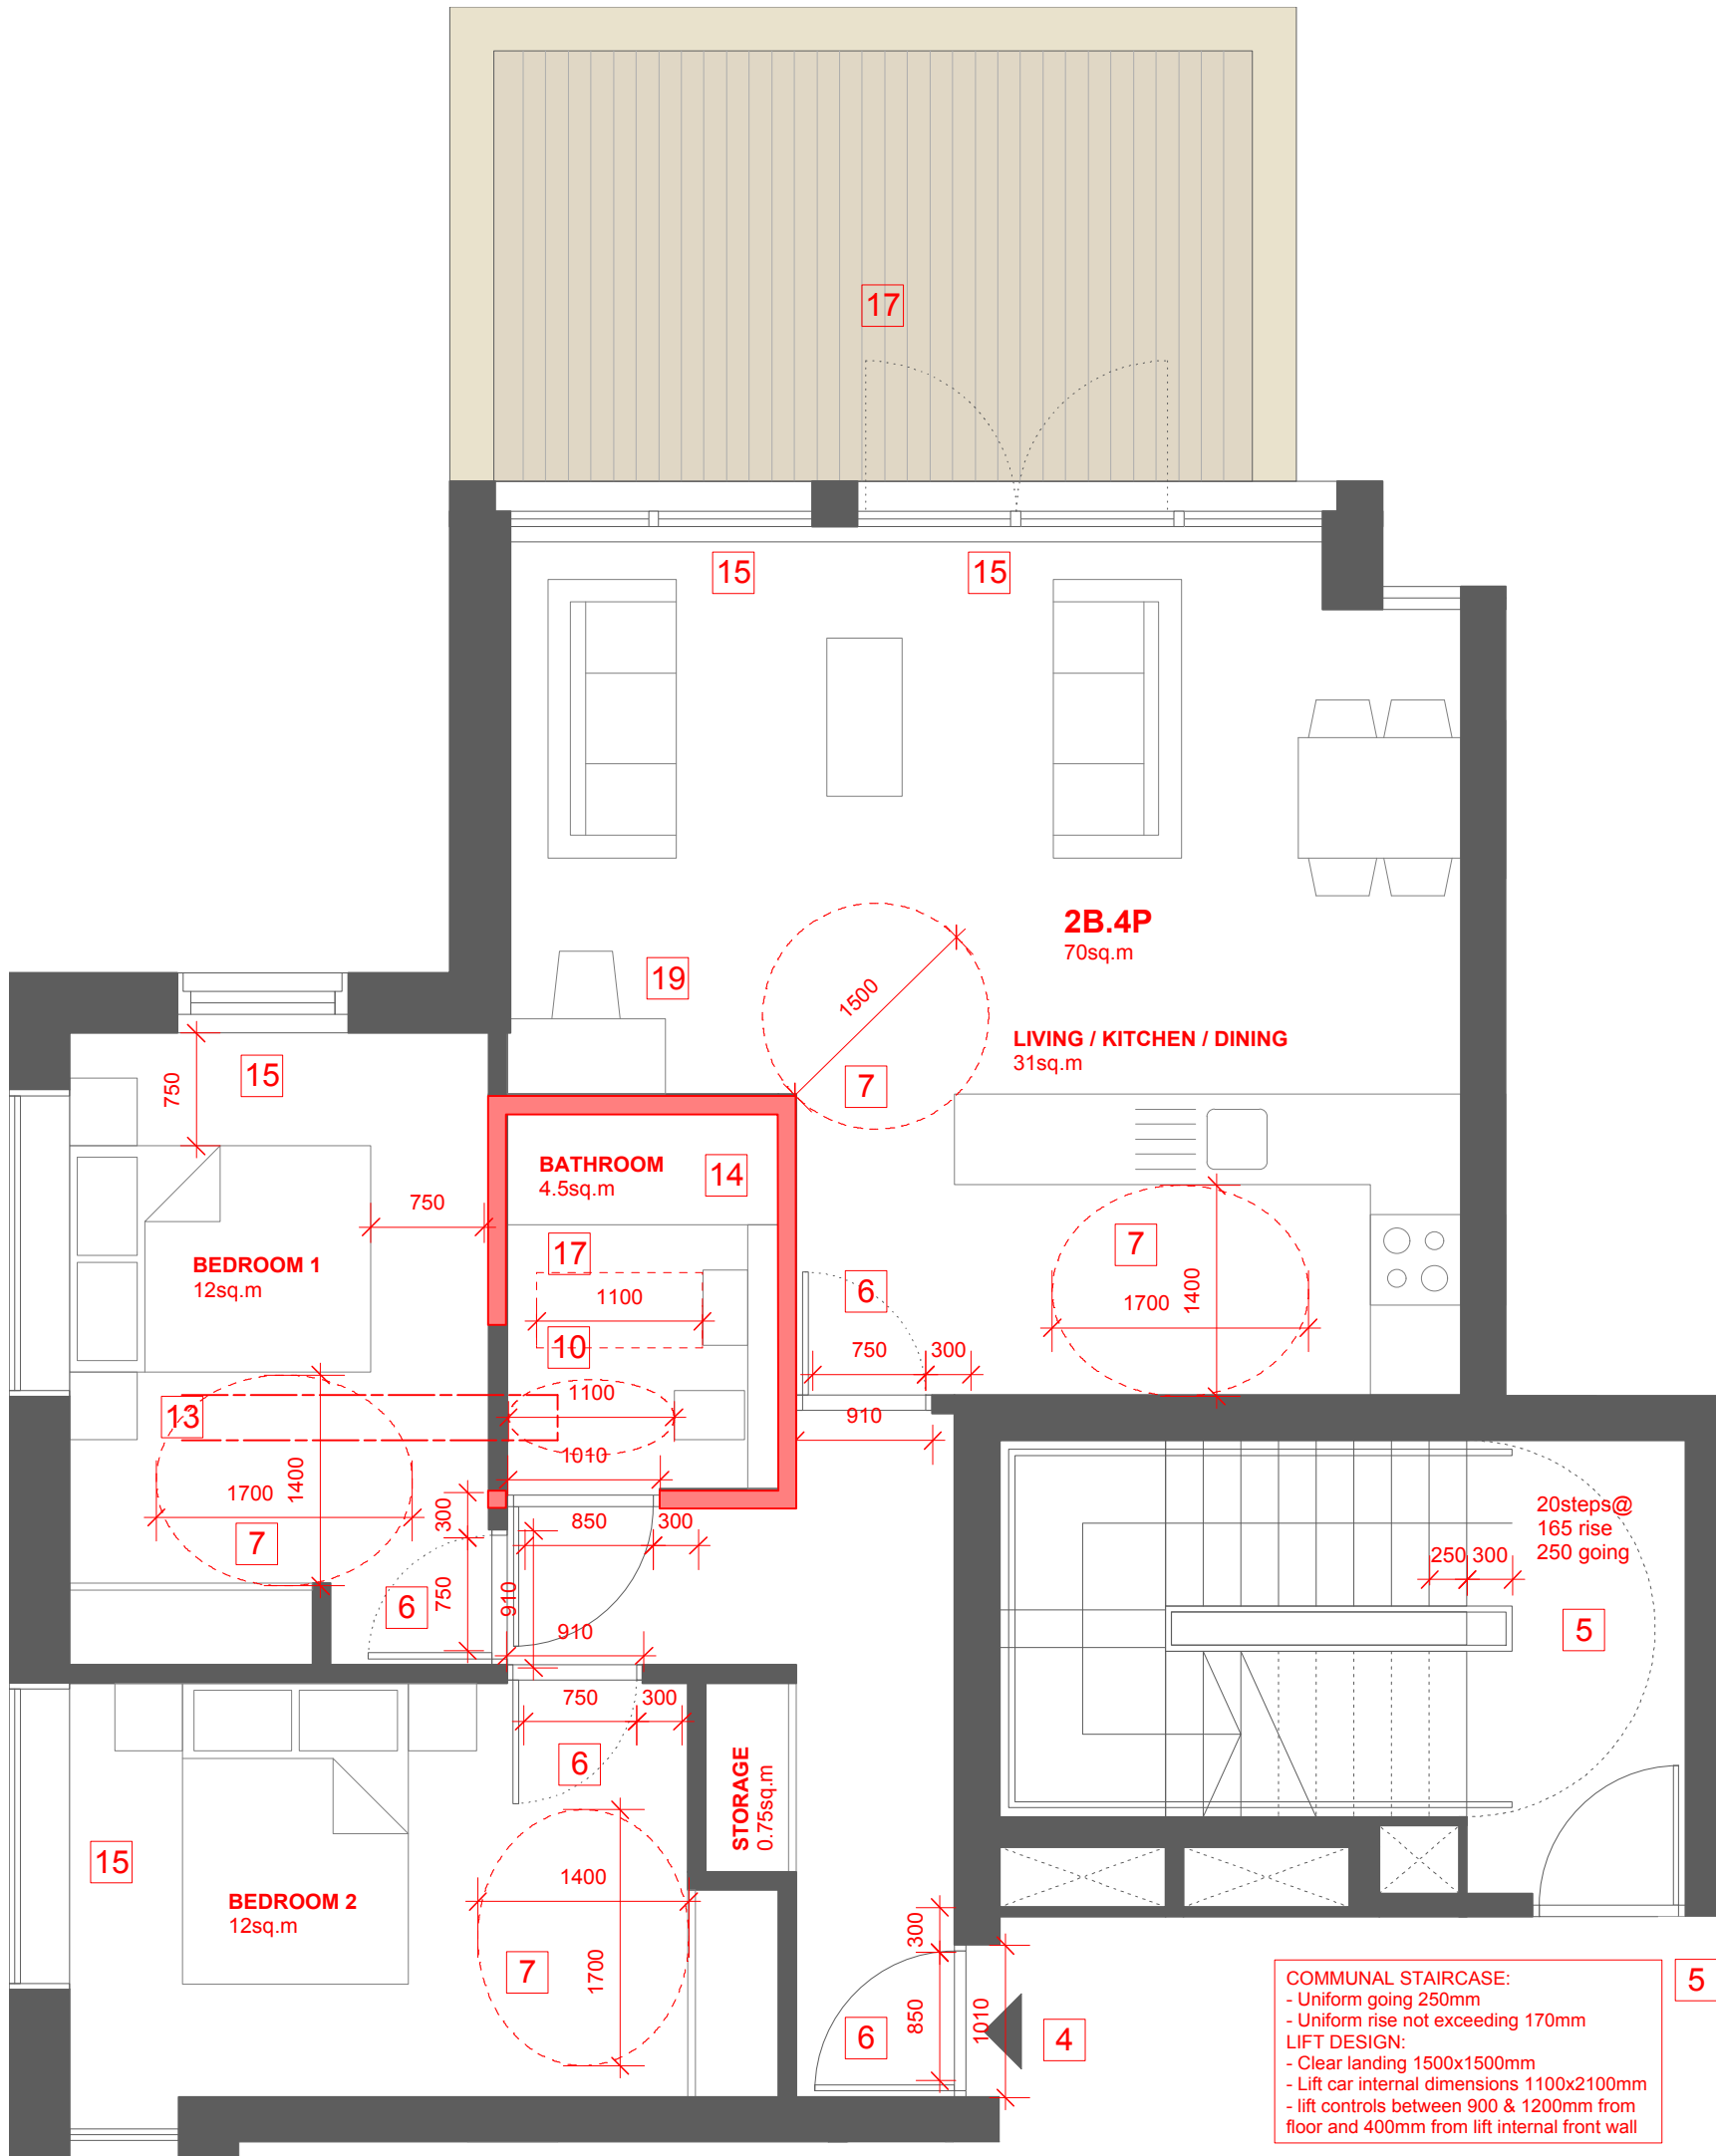 17
15
15
2B.4P
70sq.m
19
1500
LIVING / KITCHEN / DINING
31sq.m
15
7
750
BATHROOM
4.5sq.m
14
750
BEDROOM 1
12sq.m
17
7
1100
6
1700
1400
10
750
300
1100
13
910
1010
1700
1400
300
850
300
20steps@
165 rise
250 going
7
250
300
750
6
910
910
5
750
300
6
STORAGE
0.75sq.m
15
1400
BEDROOM 2
12sq.m
300
7
1700
850
1010
6
4
5
COMMUNAL STAIRCASE:
- Uniform going 250mm
- Uniform rise not exceeding 170mm
LIFT DESIGN:
- Clear landing 1500x1500mm
- Lift car internal dimensions 1100x2100mm
- lift controls between 900 & 1200mm from
floor and 400mm from lift internal front wall